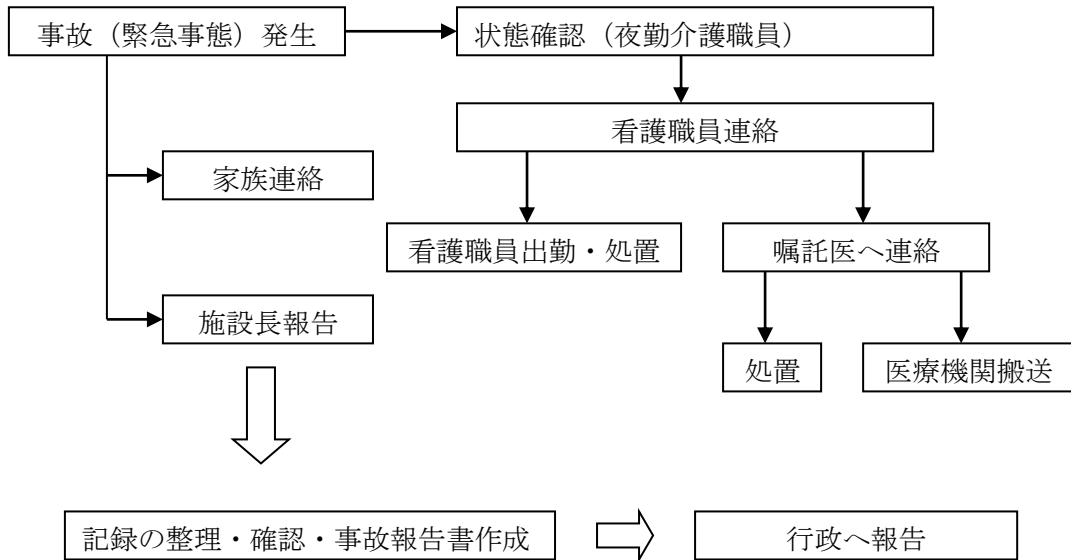 事故（緊急事態）発生
状態確認（夜勤介護職員）
看護職員連絡
家族連絡
看護職員出勤・処置
嘱託医へ連絡
施設長報告
処置
医療機関搬送
記録の整理・確認・事故報告書作成
行政へ報告